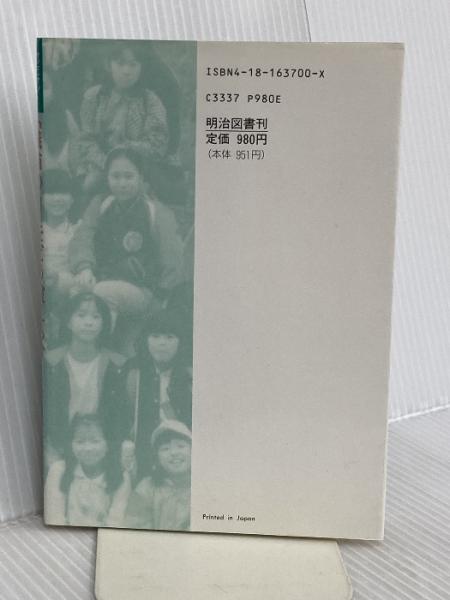 ISBN4-18-163700-X
C3337 P980E
明治図書刊
定価 980円
(本体 951円)
Printed in Japan